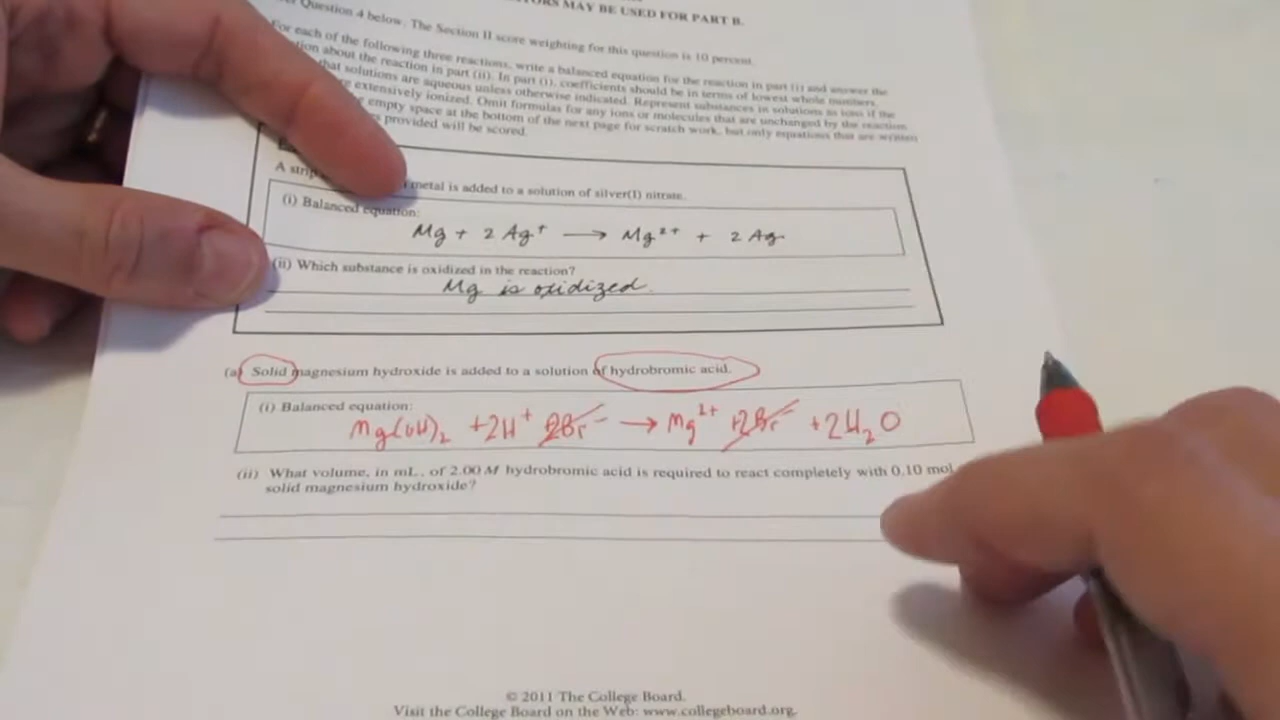 MAY BE USED FOR PART B.
Question 4 below. The Section II score weighting for this question is 10 percent.
For each of the following three reactions, write a balanced equation for the reaction in part (i) and answer the
about the reaction in part (ii). In part (i), coefficients should be in terms of lowest whole numbers.
that solutions are aqueous unless otherwise indicated. Represent substances in solutions as ions if the
extensively ionized. Omit formulas for any ions or molecules that are unchanged by the reaction.
empty space at the bottom of the next page for scratch work, but only equations that are written
provided will be scored.
A strip metal is added to a solution of silver(I) nitrate.
(i) Balanced equation:
Mg + 2 Ag⁺ → Mg²⁺ + 2 Ag
(ii) Which substance is oxidized in the reaction?
Mg is oxidized.
(a) Solid magnesium hydroxide is added to a solution of hydrobromic acid.
(i) Balanced equation:
Mg(OH)₂ +2H⁺ 2Br⁻ → Mg²⁺ 2Br⁻ +2H₂O
(ii) What volume, in mL, of 2.00 M hydrobromic acid is required to react completely with 0.10 mol
solid magnesium hydroxide?
© 2011 The College Board.
Visit the College Board on the Web: www.collegeboard.org.